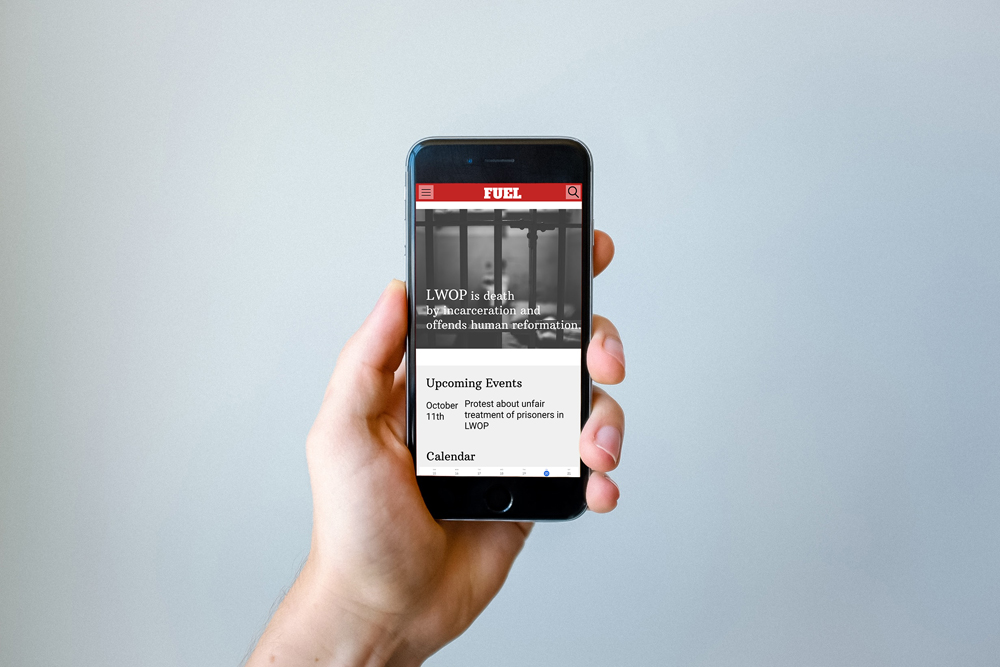 FUEL
LWOP is death
by incarceration and
offends human reformation.
Upcoming Events
October
11th
Protest about unfair
treatment of prisoners in
LWOP
Calendar